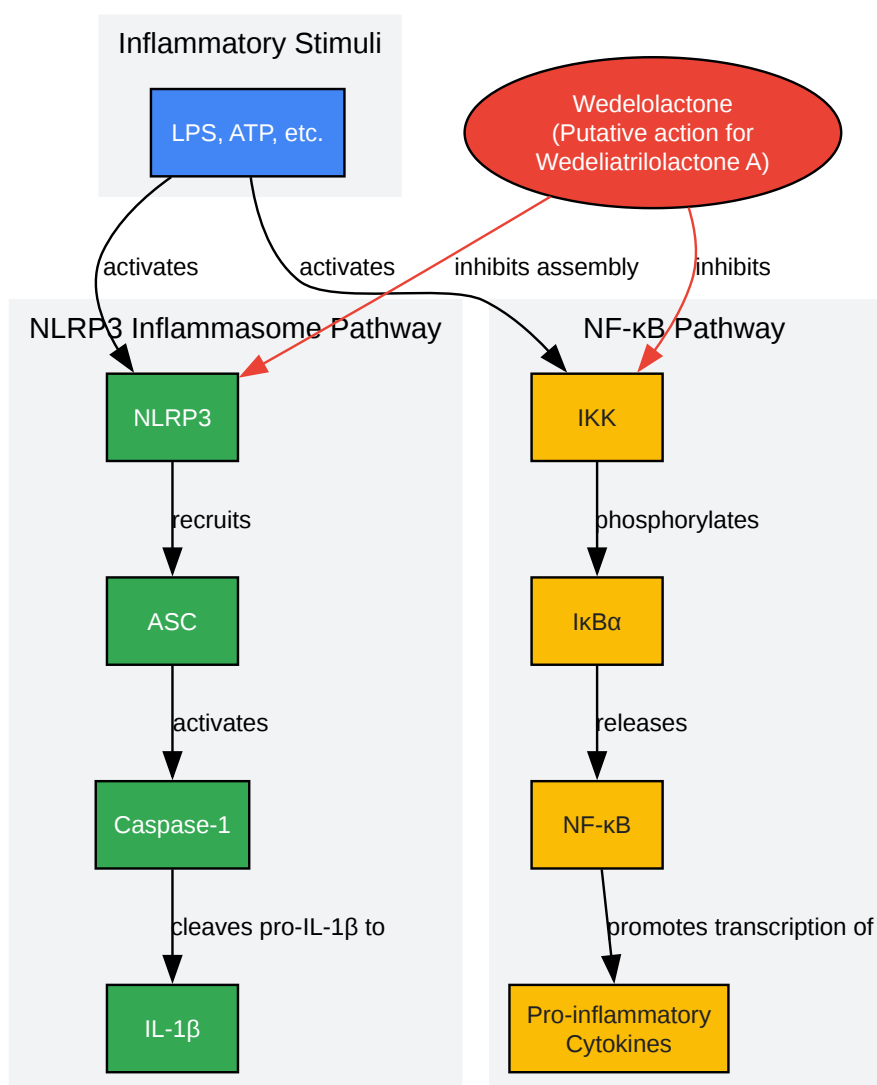 Inflammatory Stimuli
LPS, ATP, etc.
Wedelolactone
(Putative action for
Wedeliatrilolactone A)
activates
activates
inhibits assembly
inhibits
NLRP3 Inflammasome Pathway
NF-κB Pathway
NLRP3
IKK
recruits
phosphorylates
ASC
IκBα
activates
releases
Caspase-1
NF-κB
cleaves pro-IL-1β to
promotes transcription of
IL-1β
Pro-inflammatory
Cytokines